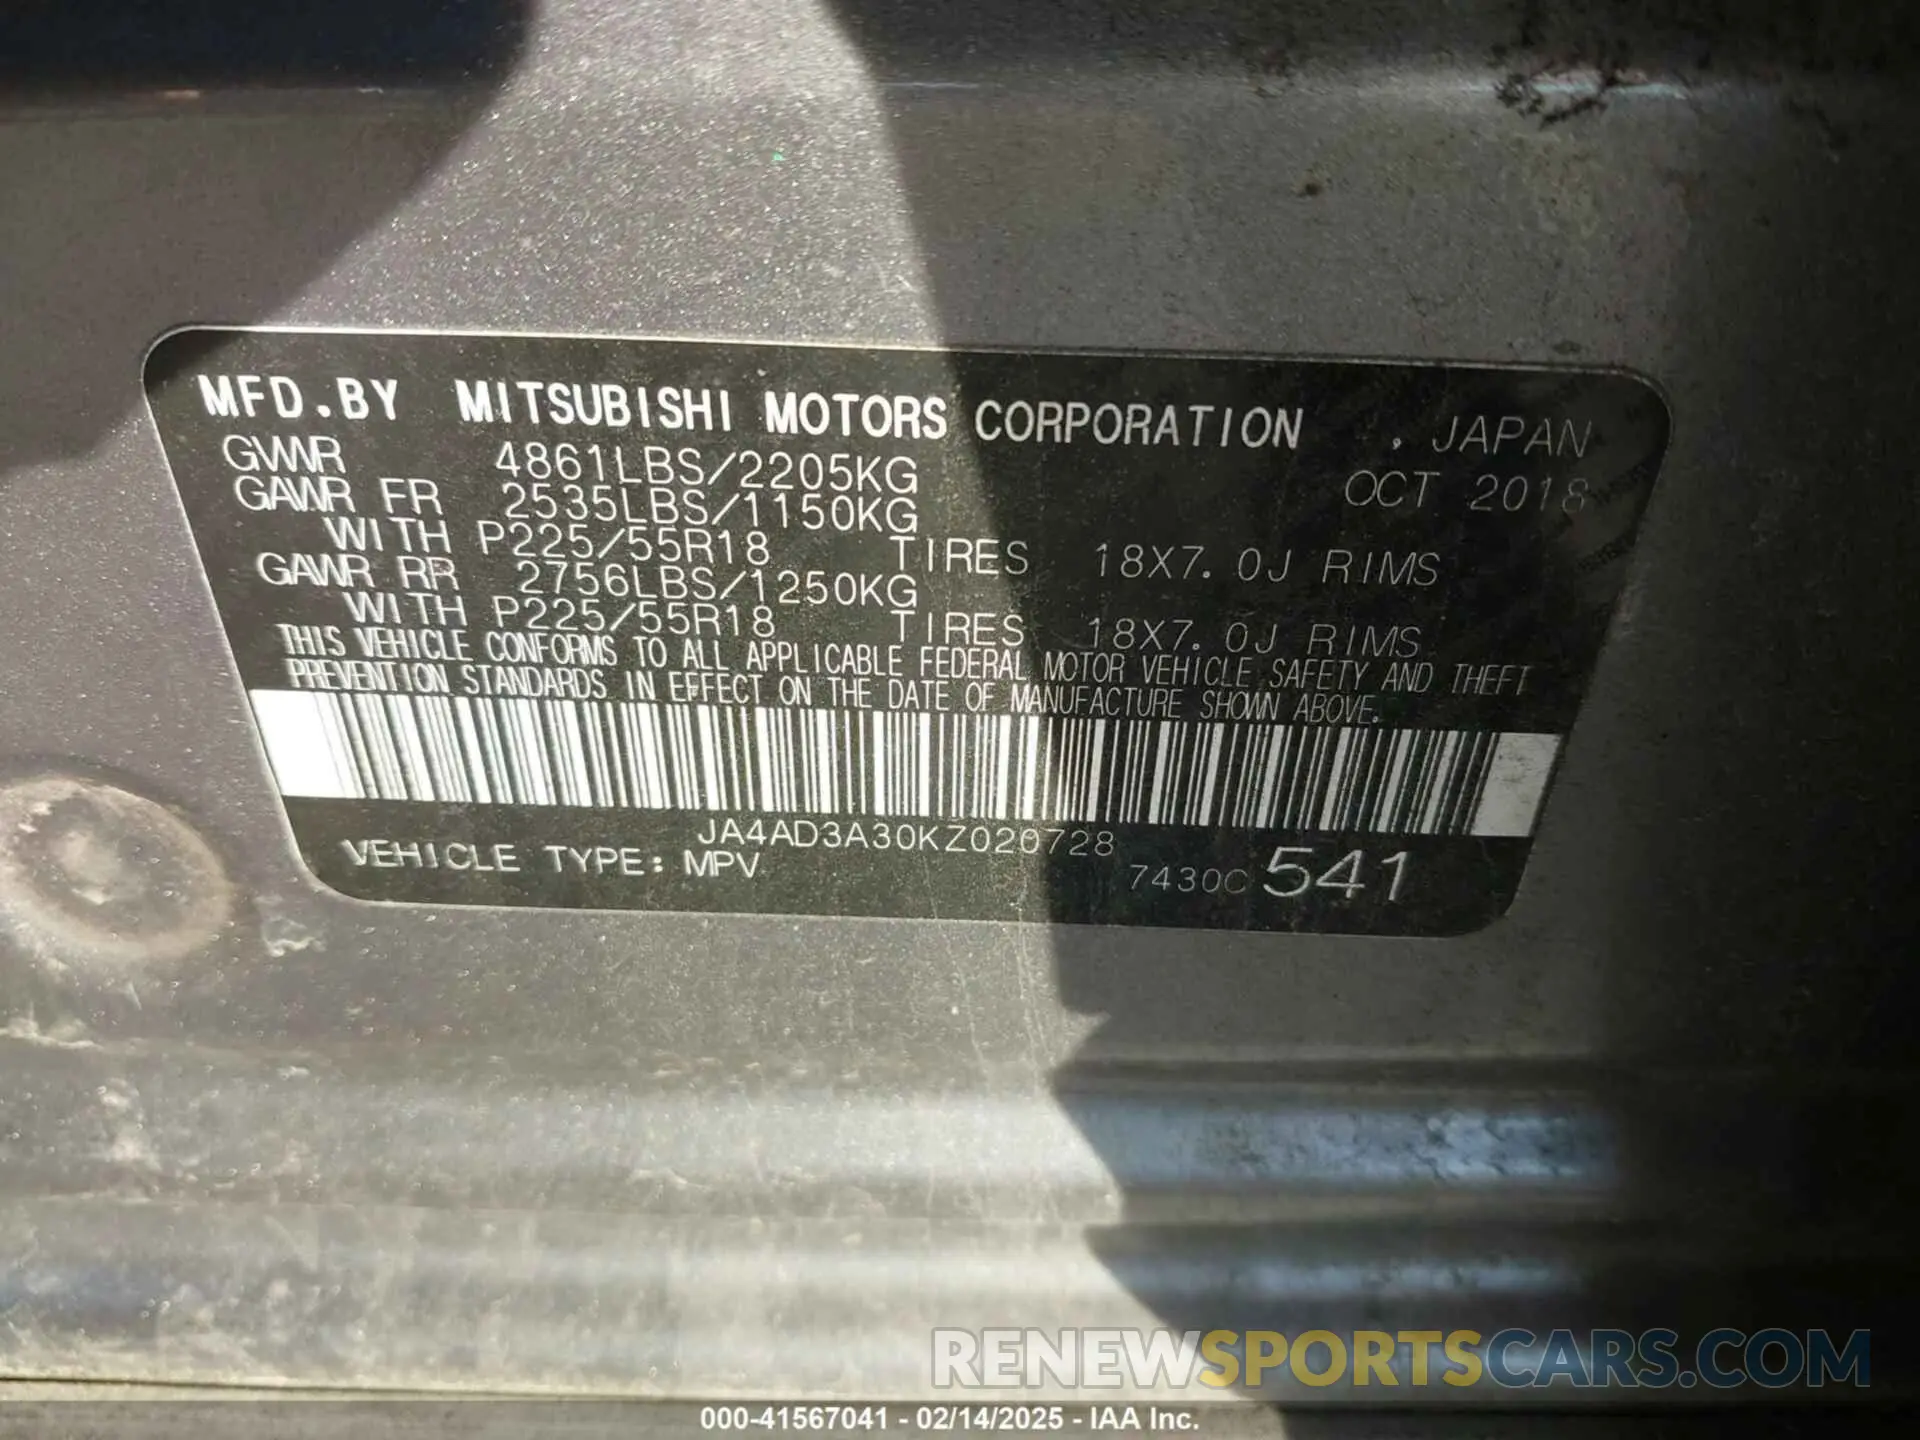 MFD.BY MITSUBISHI MOTORS CORPORATION , JAPAN
GVWR 4861LBS/2205KG OCT 2018
GAWR FR 2535LBS/1150KG
WITH P225/55R18 TIRES 18X7.0J RIMS
GAWR RR 2756LBS/1250KG
WITH P225/55R18 TIRES 18X7.0J RIMS
THIS VEHICLE CONFORMS TO ALL APPLICABLE FEDERAL MOTOR VEHICLE SAFETY AND THEFT
PREVENTION STANDARDS IN EFFECT ON THE DATE OF MANUFACTURE SHOWN ABOVE.
JA4AD3A30KZ020728
VEHICLE TYPE: MPV 7430C 541
RENEWSPORTSCARS.COM
000-41567041 - 02/14/2025 - IAA Inc.